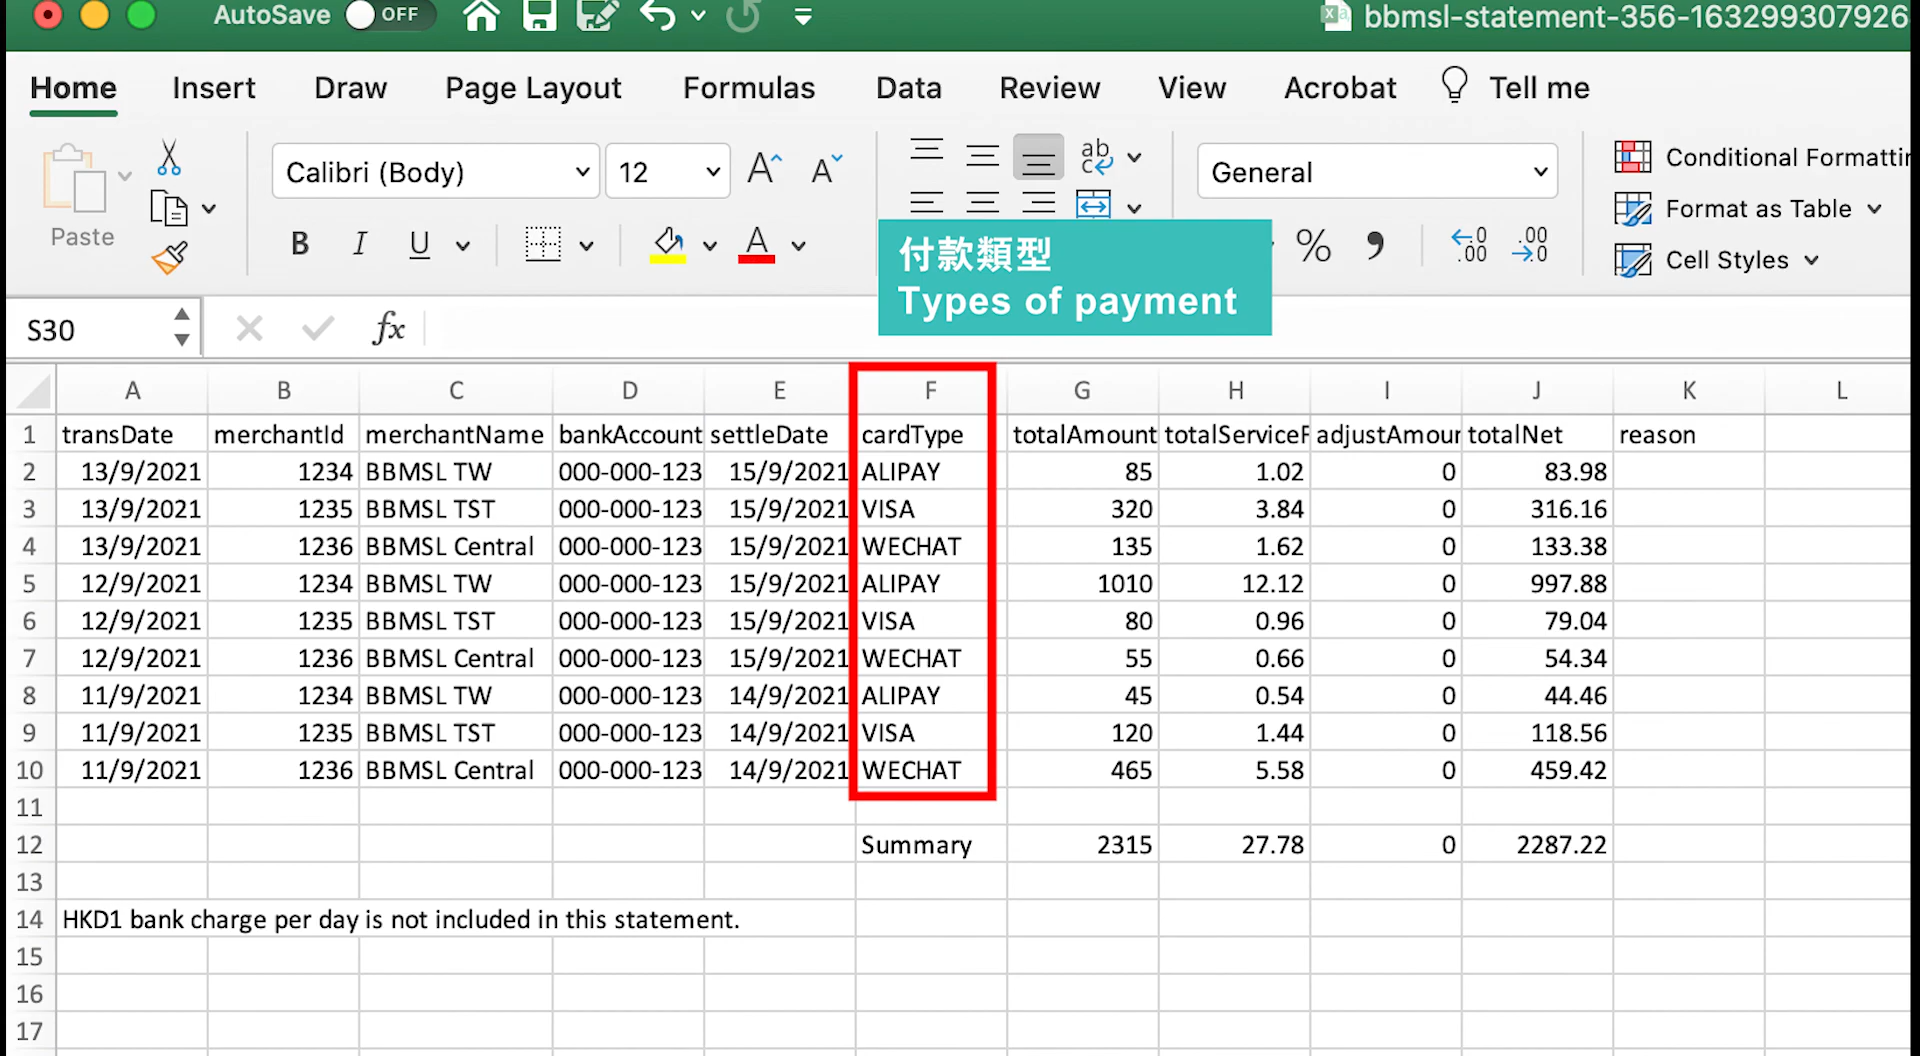 AutoSave OFF bbmsl-statement-356-163299307926
Home Insert Draw Page Layout Formulas Data Review View Acrobat Tell me
Paste
Calibri (Body) 12 A A
ab
c
General
Conditional Formattin
Format as Table
Cell Styles
B I U A
% .0 .00 .00 .0
付款類型
Types of payment
S30 fx
A B C D E F G H I J K L
1 transDate merchantId merchantName bankAccount settleDate cardType totalAmount totalServiceF adjustAmour totalNet reason
2 13/9/2021 1234 BBMSL TW 000-000-123 15/9/2021 ALIPAY 85 1.02 0 83.98
3 13/9/2021 1235 BBMSL TST 000-000-123 15/9/2021 VISA 320 3.84 0 316.16
4 13/9/2021 1236 BBMSL Central 000-000-123 15/9/2021 WECHAT 135 1.62 0 133.38
5 12/9/2021 1234 BBMSL TW 000-000-123 15/9/2021 ALIPAY 1010 12.12 0 997.88
6 12/9/2021 1235 BBMSL TST 000-000-123 15/9/2021 VISA 80 0.96 0 79.04
7 12/9/2021 1236 BBMSL Central 000-000-123 15/9/2021 WECHAT 55 0.66 0 54.34
8 11/9/2021 1234 BBMSL TW 000-000-123 14/9/2021 ALIPAY 45 0.54 0 44.46
9 11/9/2021 1235 BBMSL TST 000-000-123 14/9/2021 VISA 120 1.44 0 118.56
10 11/9/2021 1236 BBMSL Central 000-000-123 14/9/2021 WECHAT 465 5.58 0 459.42
11
12 Summary 2315 27.78 0 2287.22
13
14 HKD1 bank charge per day is not included in this statement.
15
16
17